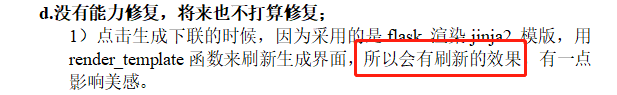 d.没有能力修复，将来也不打算修复；
1）点击生成下联的时候，因为采用的是 flask 渲染 jinja2 模版，用
render_template 函数来刷新生成界面，所以会有刷新的效果 有一点
影响美感。